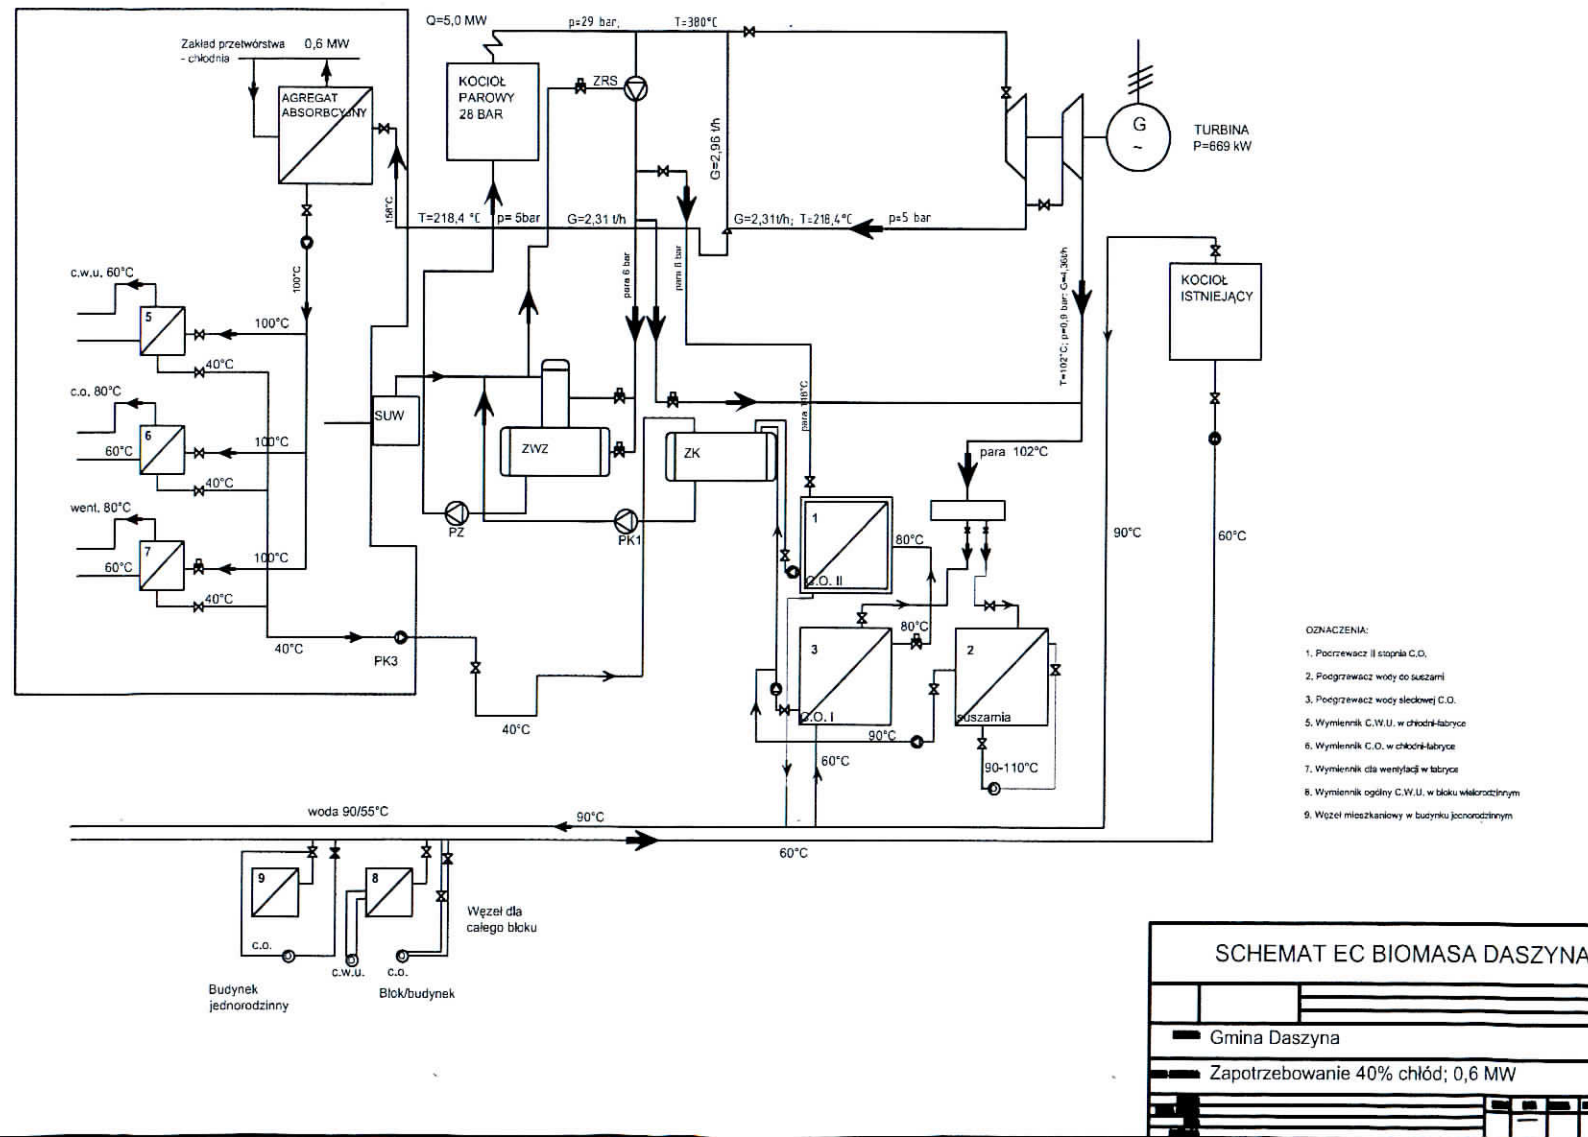 Q=5,0 MW
p=29 bar,
T=380°C
Zakład przetwórstwa 0,6 MW
- chłodnia
AGREGAT
ABSORBCYJNY
KOCIOŁ
PAROWY
28 BAR
ZRS
G=2,96 t/h
G
~
TURBINA
P=669 kW
158°C
T=218,4 °C
p= 5bar
G=2,31 t/h
G=2,31t/h; T=218,4°C
p=5 bar
100°C
para 6 bar
para 8 bar
T=102°C; p=0,9 bar; G=4,36t/h
KOCIOŁ
ISTNIEJĄCY
c.w.u. 60°C
5
100°C
40°C
c.o. 80°C
6
60°C
100°C
40°C
went. 80°C
7
60°C
100°C
40°C
SUW
ZWZ
ZK
PZ
PK1
para 102°C
1
C.O. II
80°C
90°C
60°C
80°C
3
C.O. I
2
suszarnia
90°C
60°C
90-110°C
40°C
PK3
40°C
OZNACZENIA:
1. Podrzewacz II stopnia C.O.
2. Podgrzewacz wody do suszarni
3. Podgrzewacz wody sieciowej C.O.
5. Wymiennik C.W.U. w chłodni-fabryce
6. Wymiennik C.O. w chłodni-fabryce
7. Wymiennik dla wentylacji w fabryce
8. Wymiennik ogólny C.W.U. w bloku wielorodzinnym
9. Węzeł mieszkaniowy w budynku jednorodzinnym
woda 90/55°C
90°C
60°C
9
8
c.o.
c.w.u.
c.o.
Węzeł dla
całego bloku
Budynek
jednorodzinny
Blok/budynek
SCHEMAT EC BIOMASA DASZYNA
Gmina Daszyna
Zapotrzebowanie 40% chłód; 0,6 MW